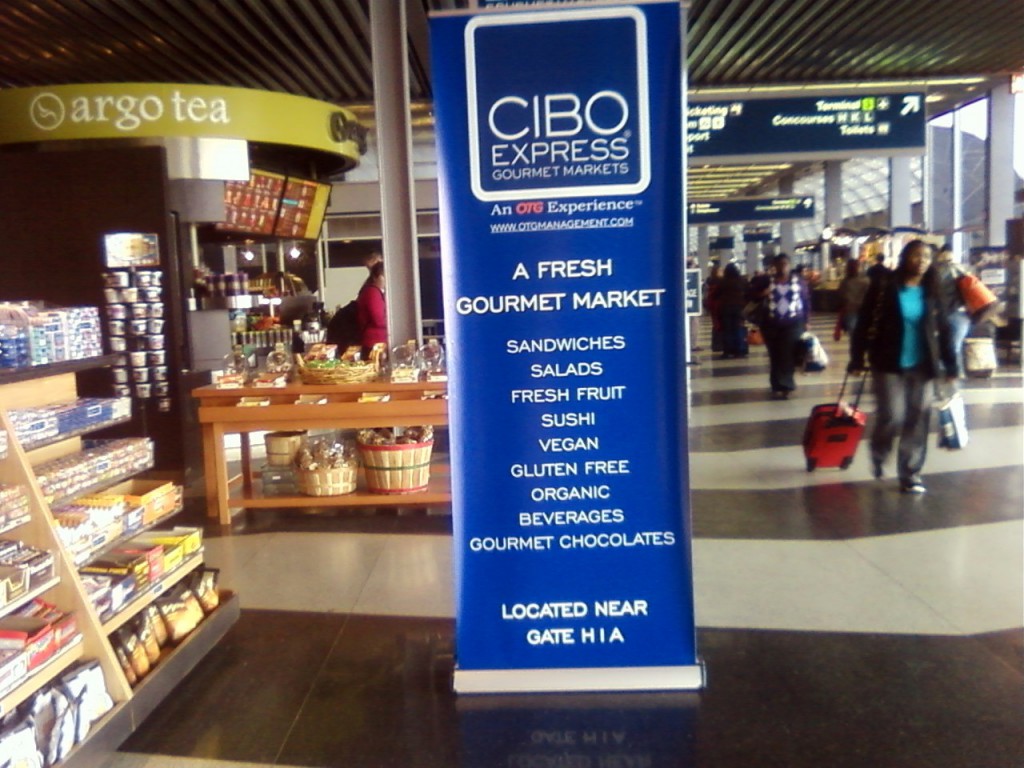 argo tea
CIBO
EXPRESS
GOURMET MARKETS
An OTG Experience™
WWW.OTGMANAGEMENT.COM
A FRESH
GOURMET MARKET
SANDWICHES
SALADS
FRESH FRUIT
SUSHI
VEGAN
GLUTEN FREE
ORGANIC
BEVERAGES
GOURMET CHOCOLATES
LOCATED NEAR
GATE H1A
Terminal
Concourses H K L
Toilets